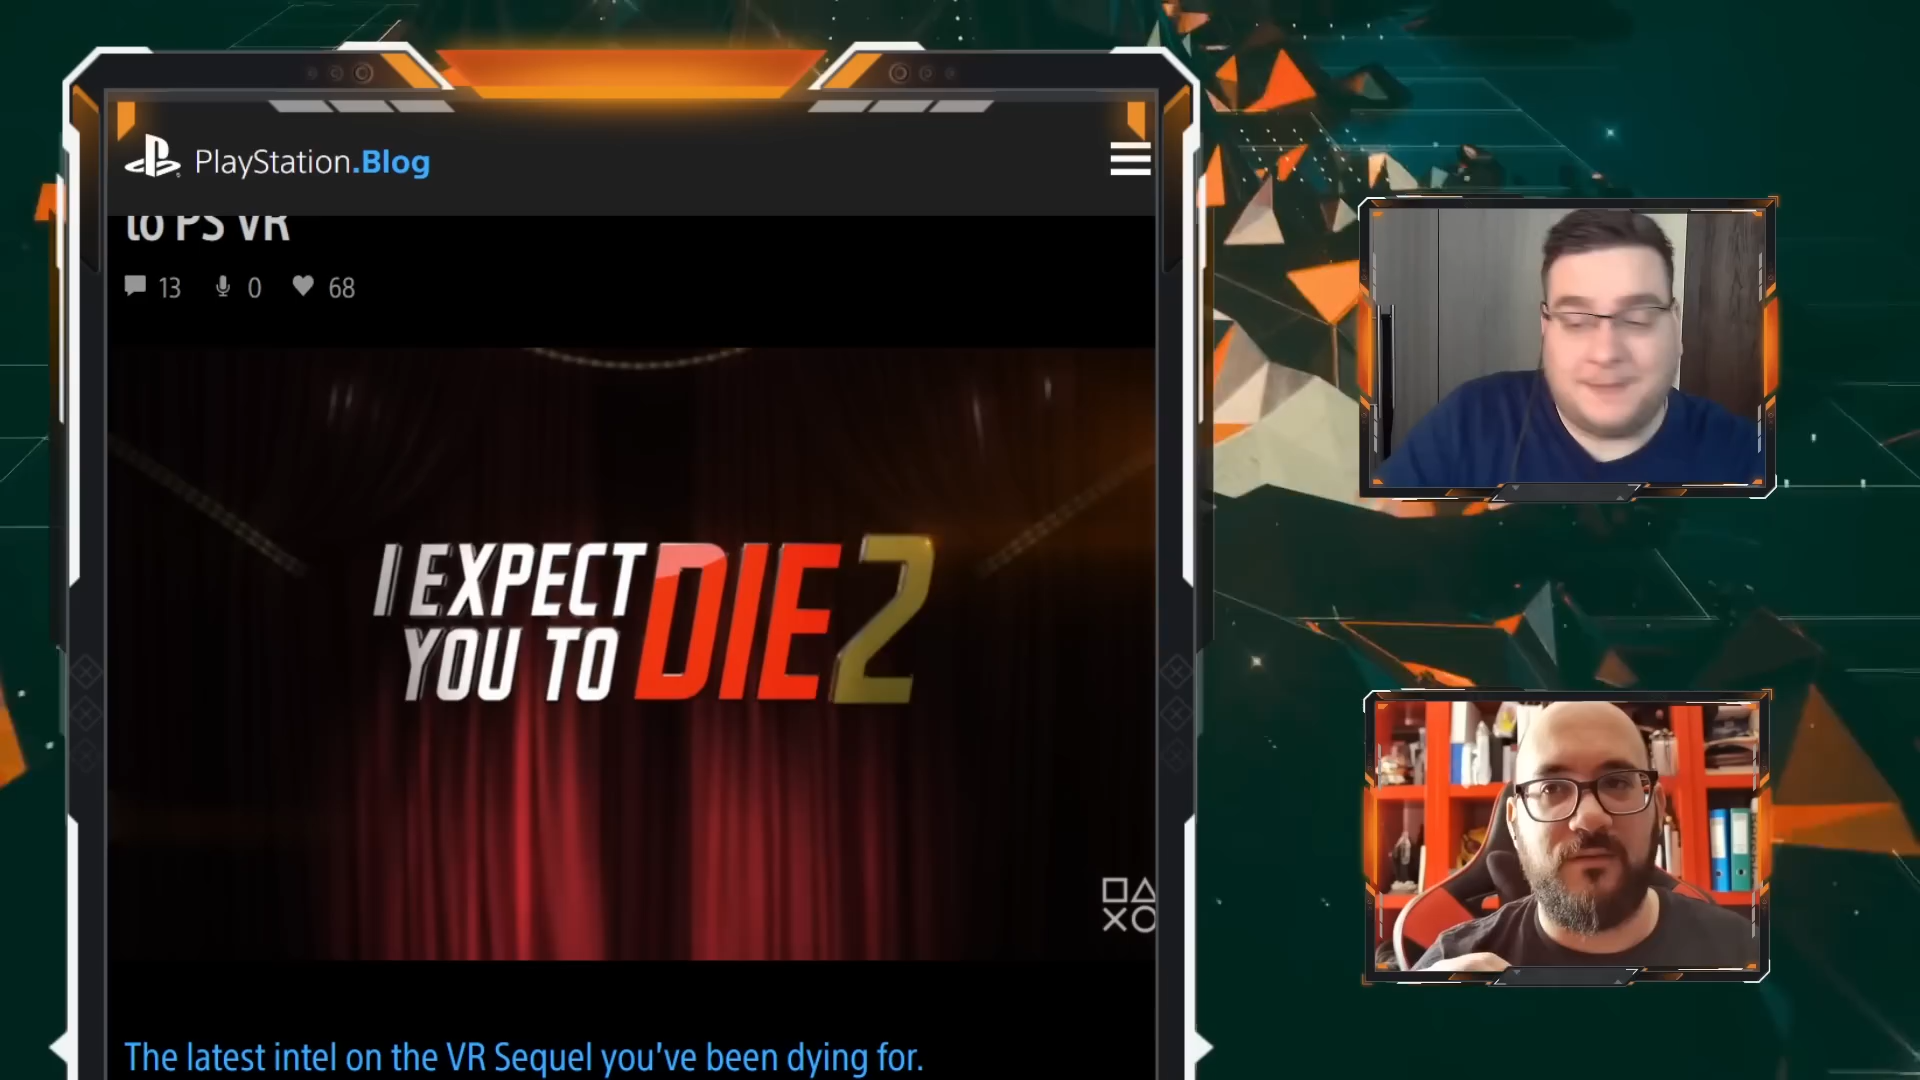 PlayStation.Blog
to PS VR
13 0 68
I EXPECT
YOU TO DIE 2
The latest intel on the VR Sequel you've been dying for.